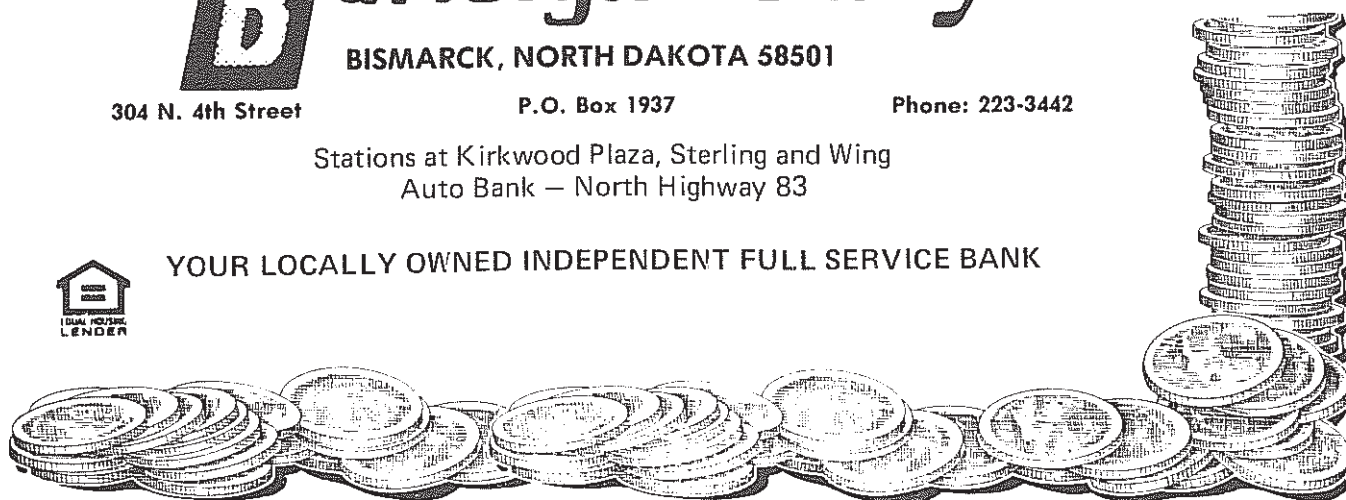 B
BISMARCK, NORTH DAKOTA 58501
304 N. 4th Street P.O. Box 1937 Phone: 223-3442
Stations at Kirkwood Plaza, Sterling and Wing
Auto Bank — North Highway 83
YOUR LOCALLY OWNED INDEPENDENT FULL SERVICE BANK
EQUAL HOUSING
LENDER